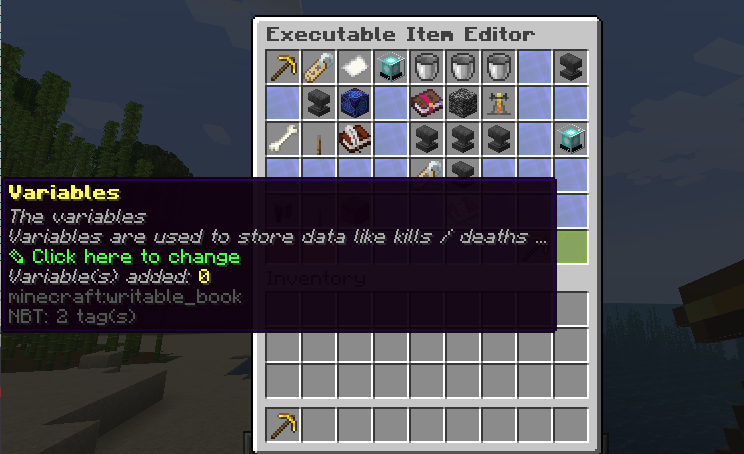 Executable Item Editor
Variables
The variables
Variables are used to store data like kills / deaths ...
✎ Click here to change
Variable(s) added: 0
minecraft:writable_book
NBT: 2 tag(s)
Inventory